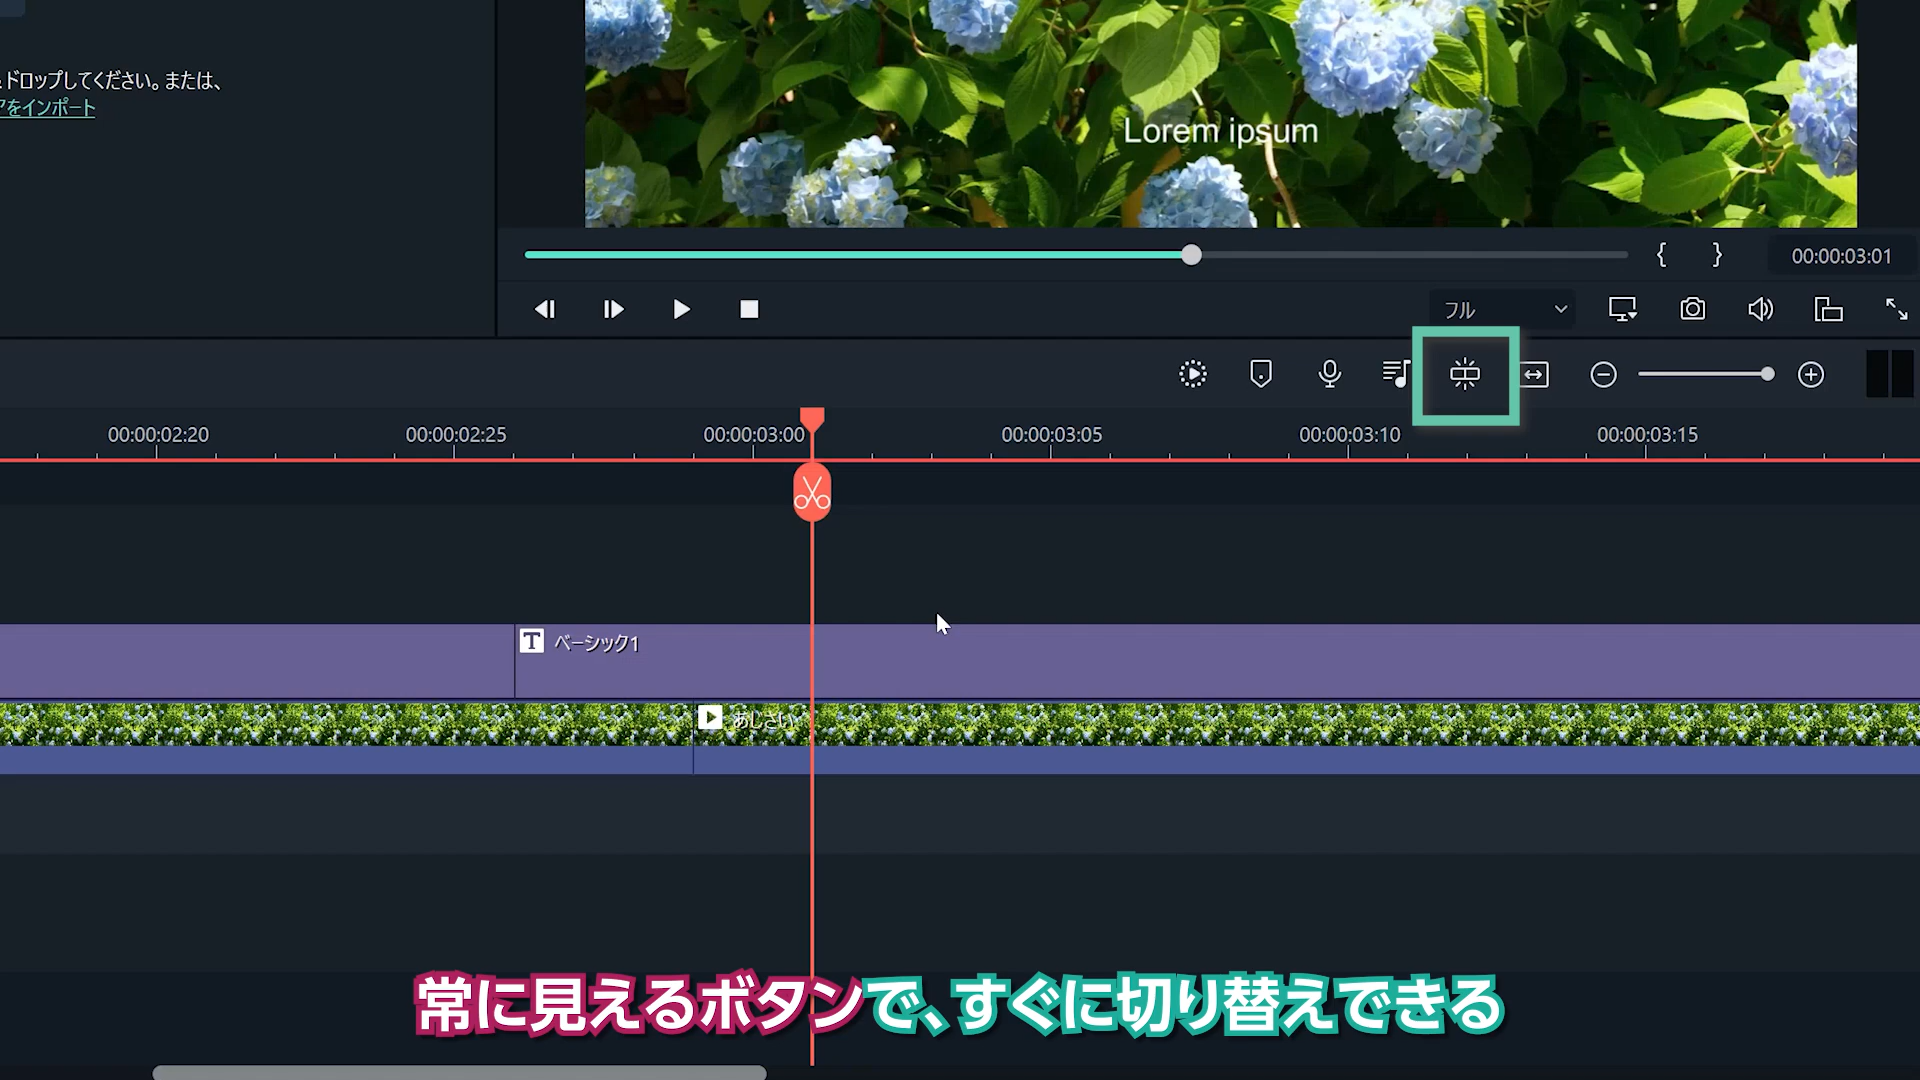 ドロップしてください。または、
をインポート
Lorem ipsum
00:00:03:01
フル
00:00:02:20
00:00:02:25
00:00:03:00
00:00:03:05
00:00:03:10
00:00:03:15
T ベーシック1
あじさい
常に見えるボタンで、すぐに切り替えできる